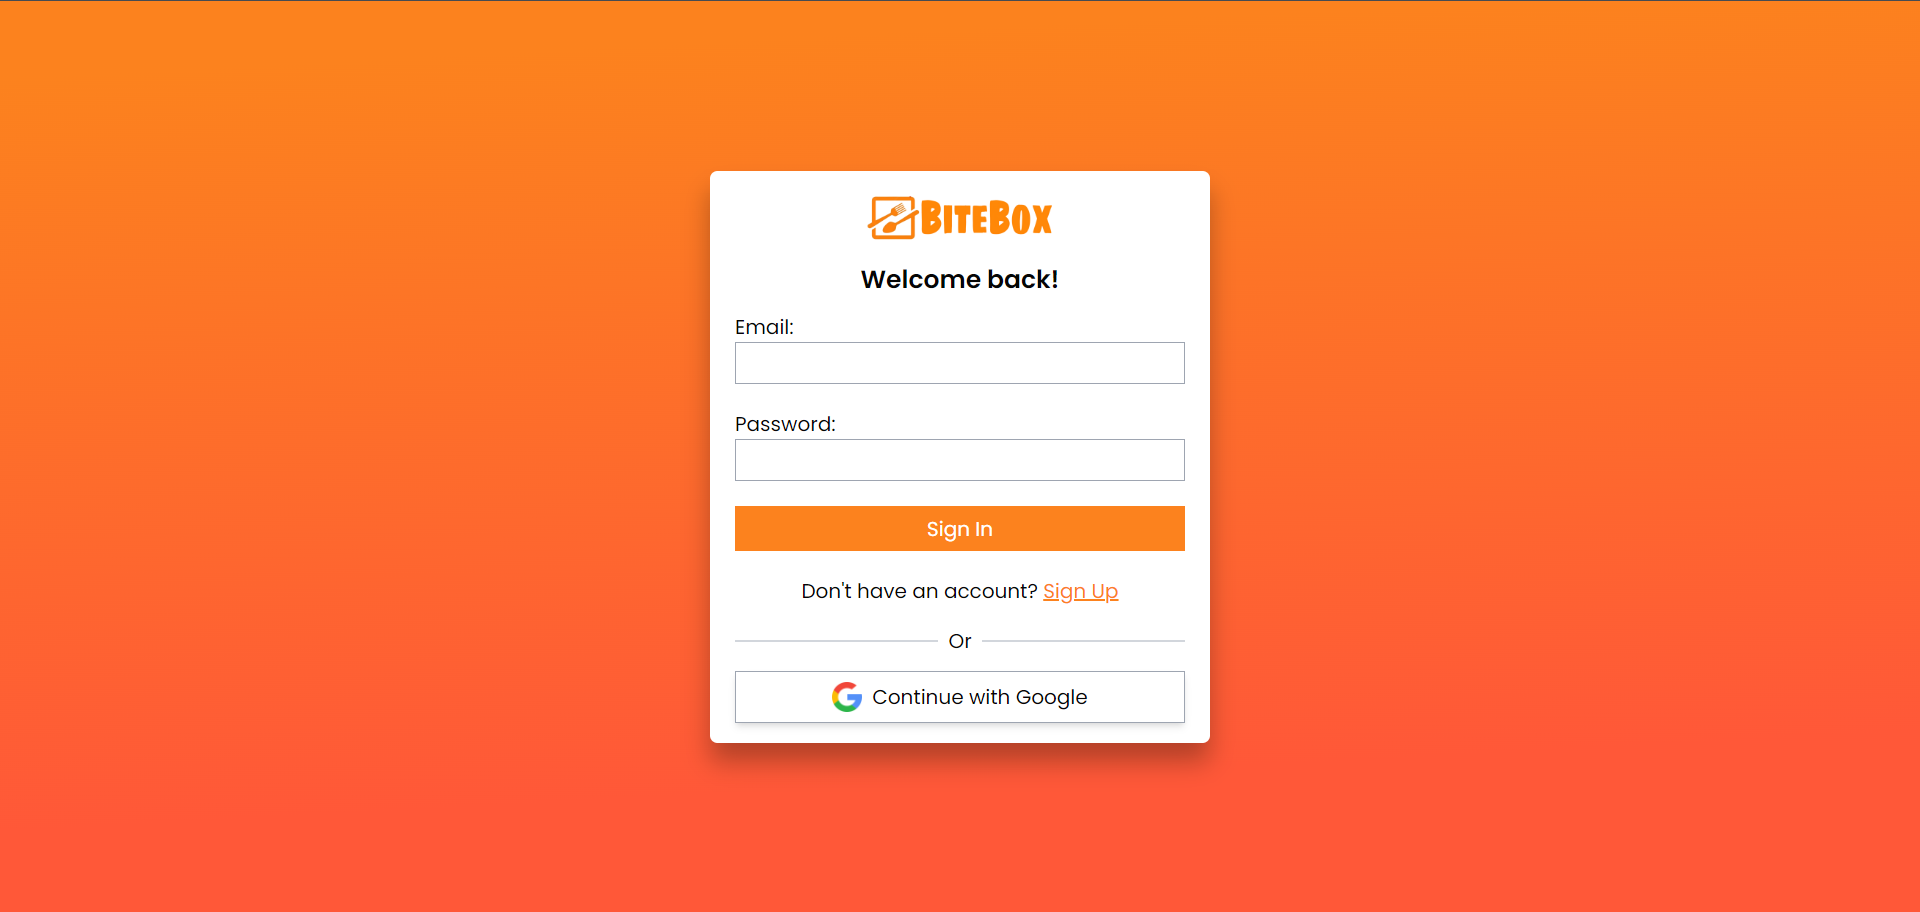 BiteBox
Welcome back!
Email:
Password:
Sign In
Don't have an account? Sign Up
Or
Continue with Google